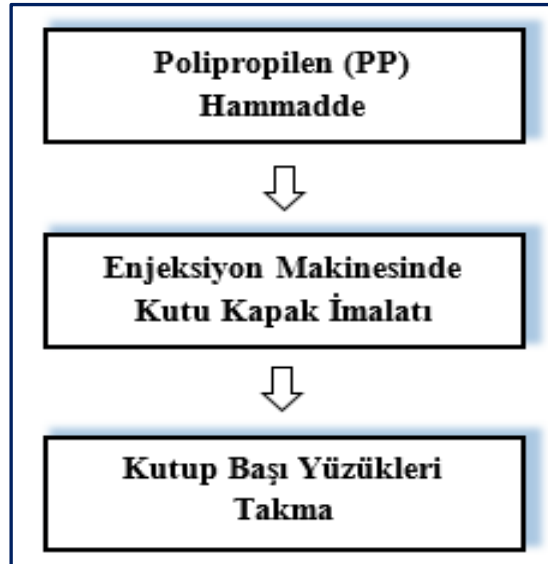 Polipropilen (PP)
Hammadde
Enjeksiyon Makinesinde
Kutu Kapak İmalatı
Kutup Başı Yüzükleri
Takma